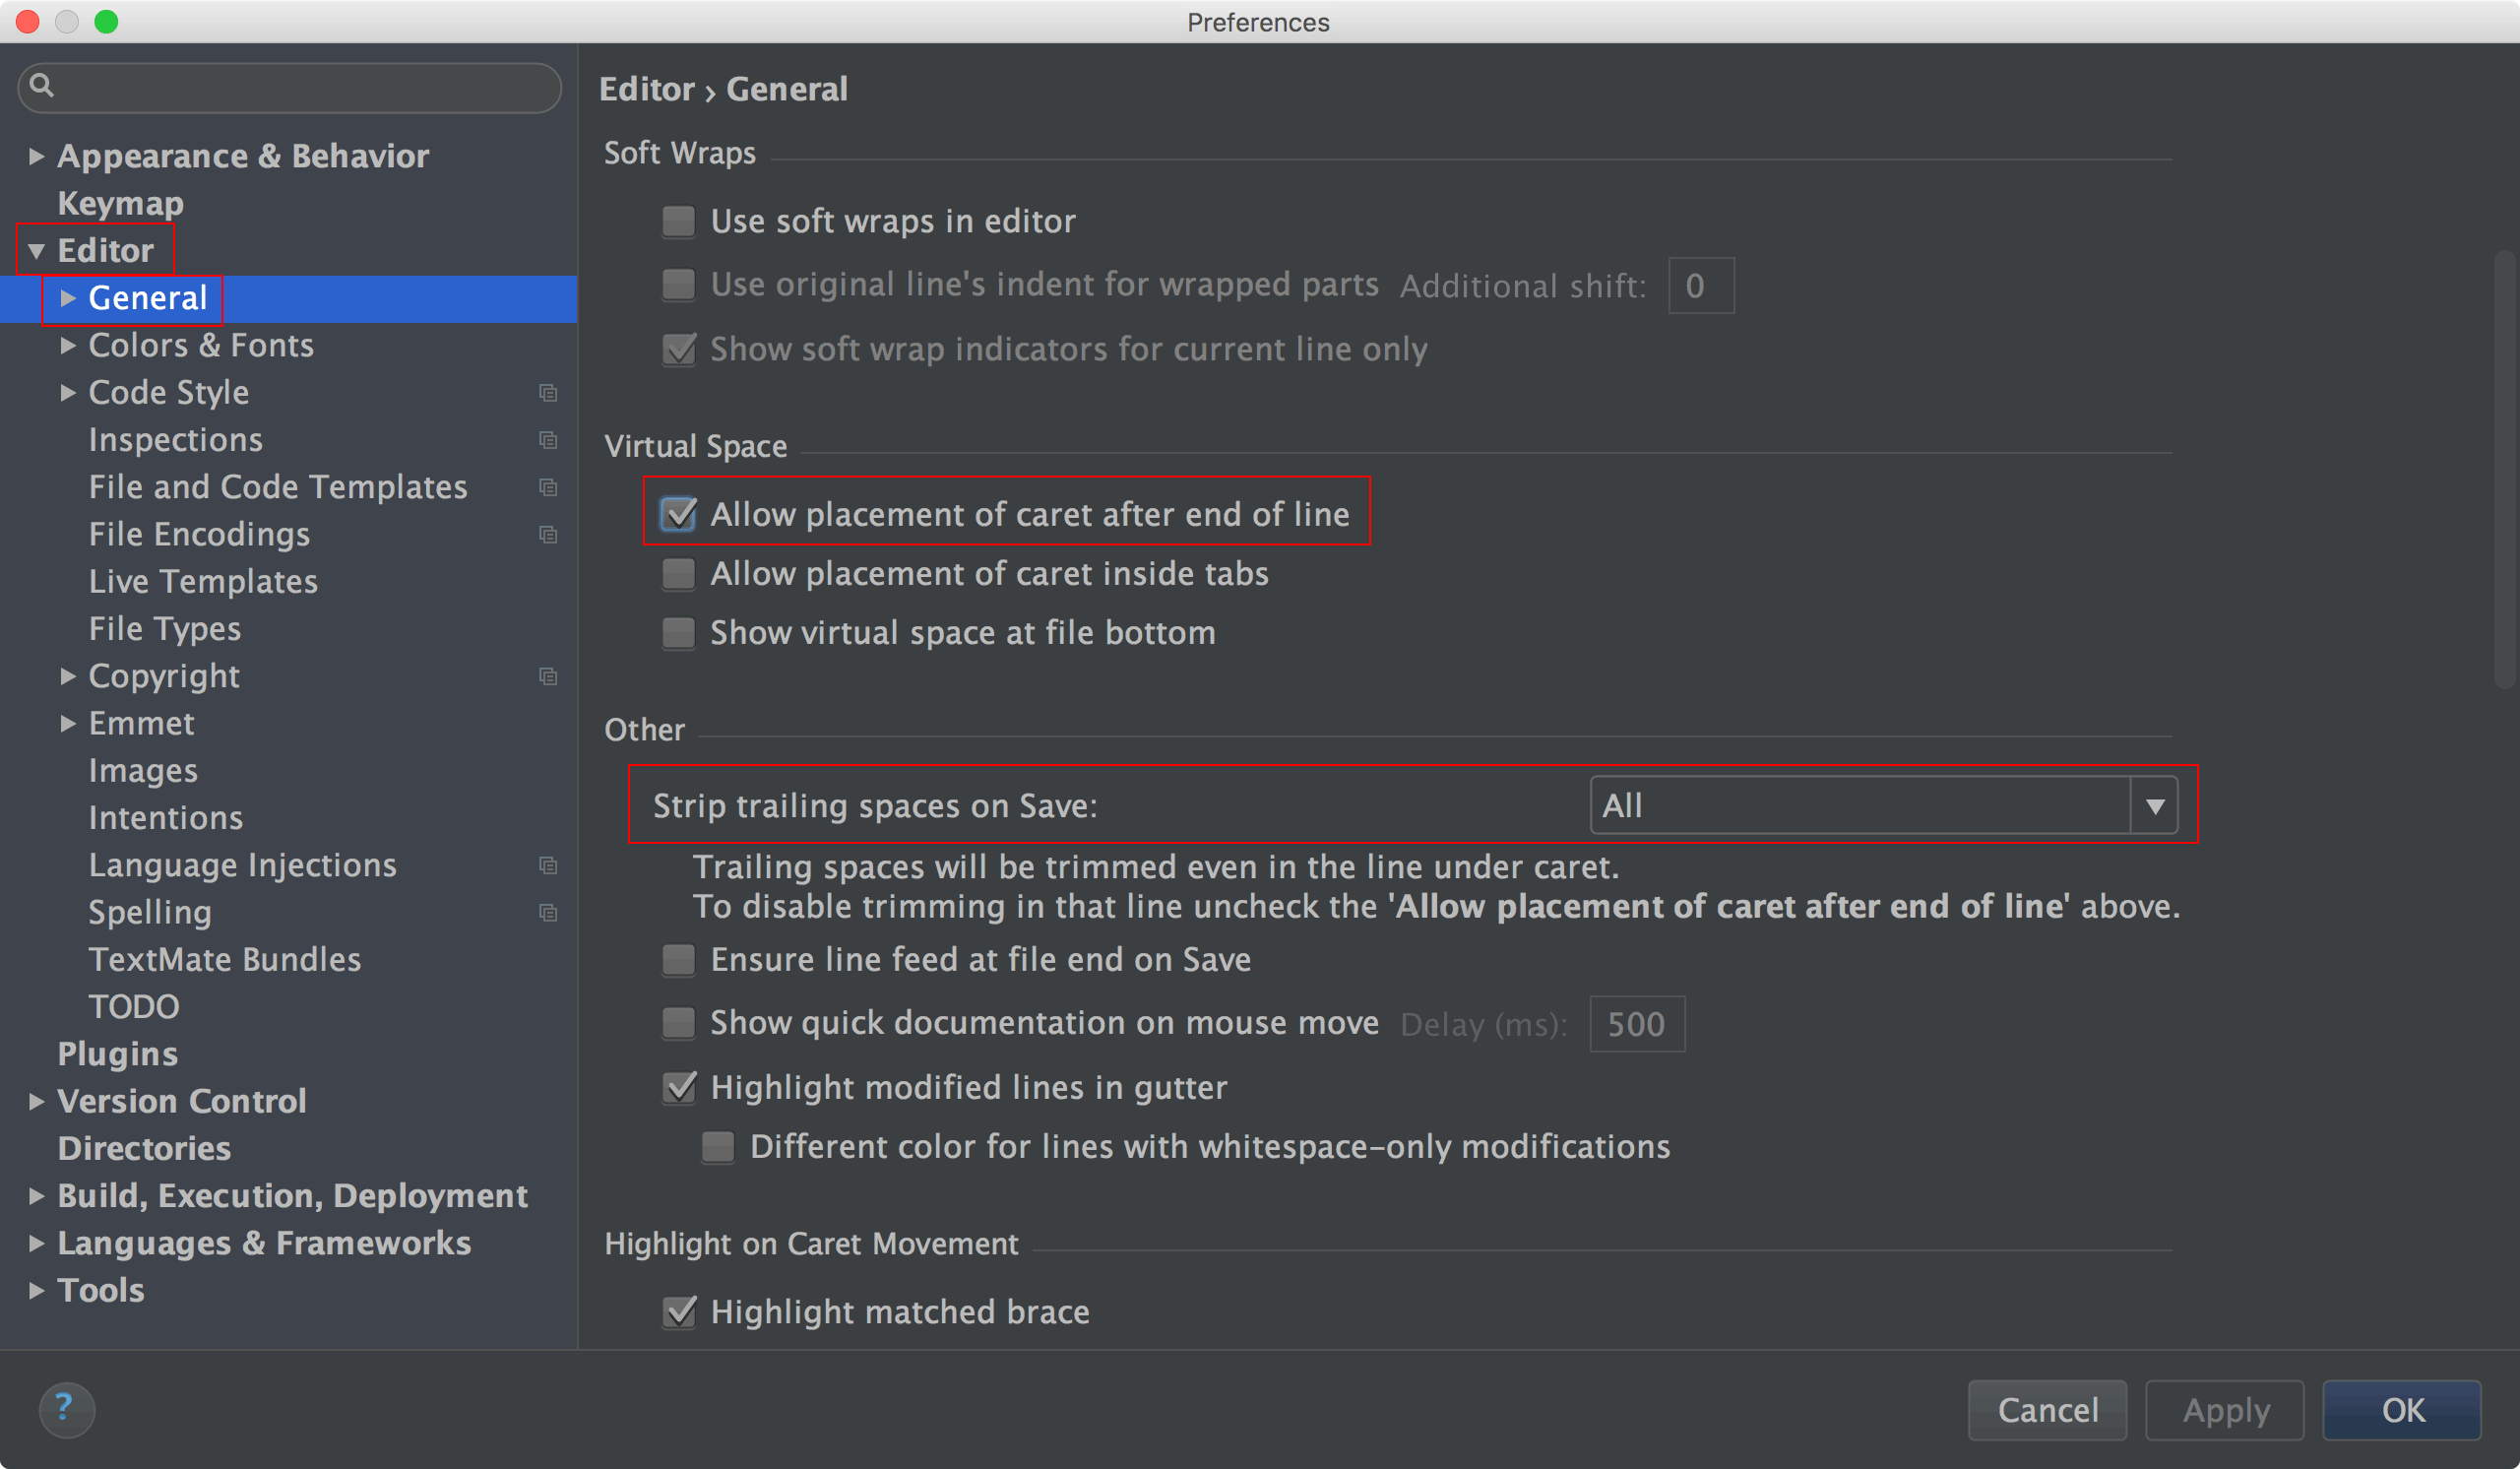 Preferences
Appearance & Behavior
Keymap
Editor
General
Colors & Fonts
Code Style
Inspections
File and Code Templates
File Encodings
Live Templates
File Types
Copyright
Emmet
Images
Intentions
Language Injections
Spelling
TextMate Bundles
TODO
Plugins
Version Control
Directories
Build, Execution, Deployment
Languages & Frameworks
Tools
Editor › General
Soft Wraps
Use soft wraps in editor
Use original line's indent for wrapped parts Additional shift: 0
Show soft wrap indicators for current line only
Virtual Space
Allow placement of caret after end of line
Allow placement of caret inside tabs
Show virtual space at file bottom
Other
Strip trailing spaces on Save: All
Trailing spaces will be trimmed even in the line under caret.
To disable trimming in that line uncheck the 'Allow placement of caret after end of line' above.
Ensure line feed at file end on Save
Show quick documentation on mouse move Delay (ms): 500
Highlight modified lines in gutter
Different color for lines with whitespace-only modifications
Highlight on Caret Movement
Highlight matched brace
? Cancel Apply OK